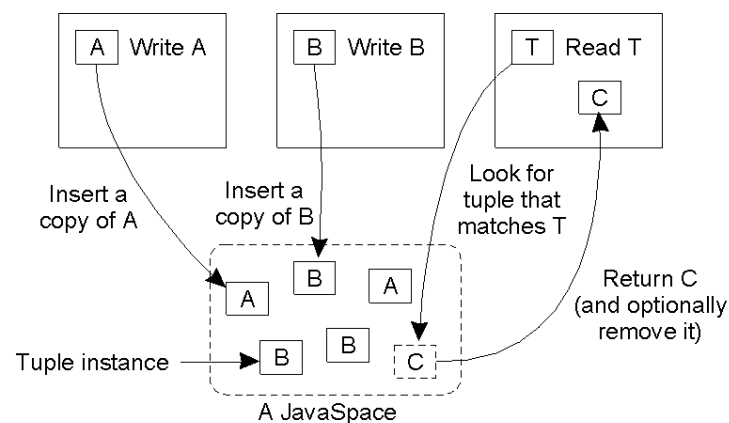 A Write A
B Write B
T Read T
C
Insert a
copy of A
Insert a
copy of B
Look for
tuple that
matches T
A
B
A
Return C
(and optionally
remove it)
Tuple instance
B
B
C
A JavaSpace